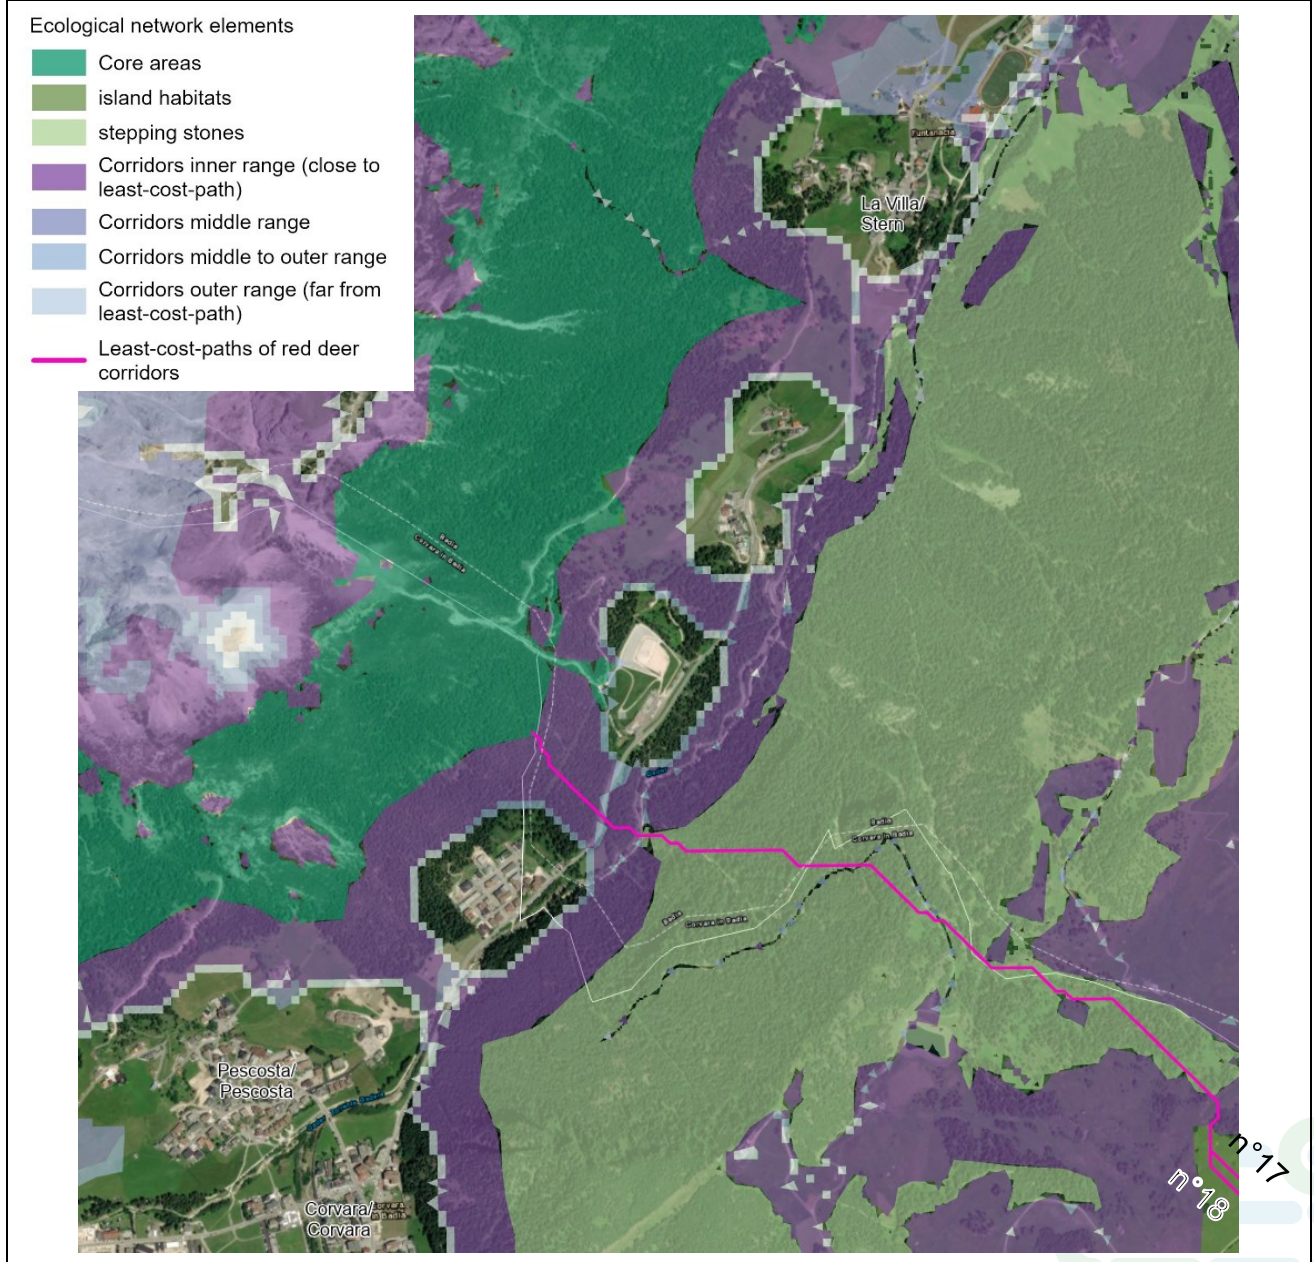 Ecological network elements
Core areas
island habitats
stepping stones
Corridors inner range (close to
least-cost-path)
Corridors middle range
Corridors middle to outer range
Corridors outer range (far from
least-cost-path)
Least-cost-paths of red deer
corridors
Funtanacia
La Villa/
Stern
Badia
Corvara in Badia
Badia
Corvara in Badia
Badia
Corvara in Badia
Pescosta/
Pescosta
Corvara/
Corvara
Corvara
in Badia
n°17
n°18